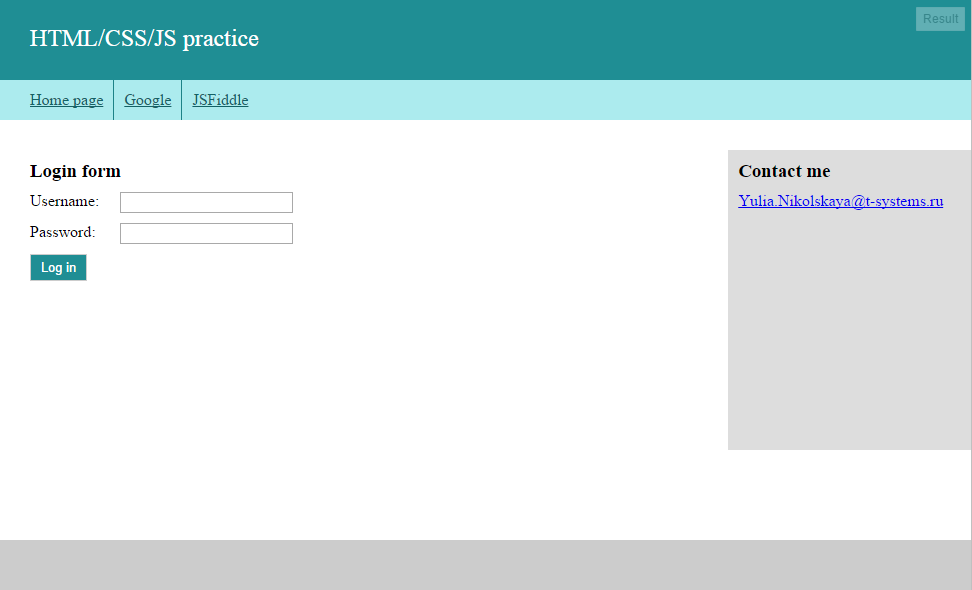 Result
HTML/CSS/JS practice
Home page Google JSFiddle
Login form
Username:
Password:
Log in
Contact me
Yulia.Nikolskaya@t-systems.ru